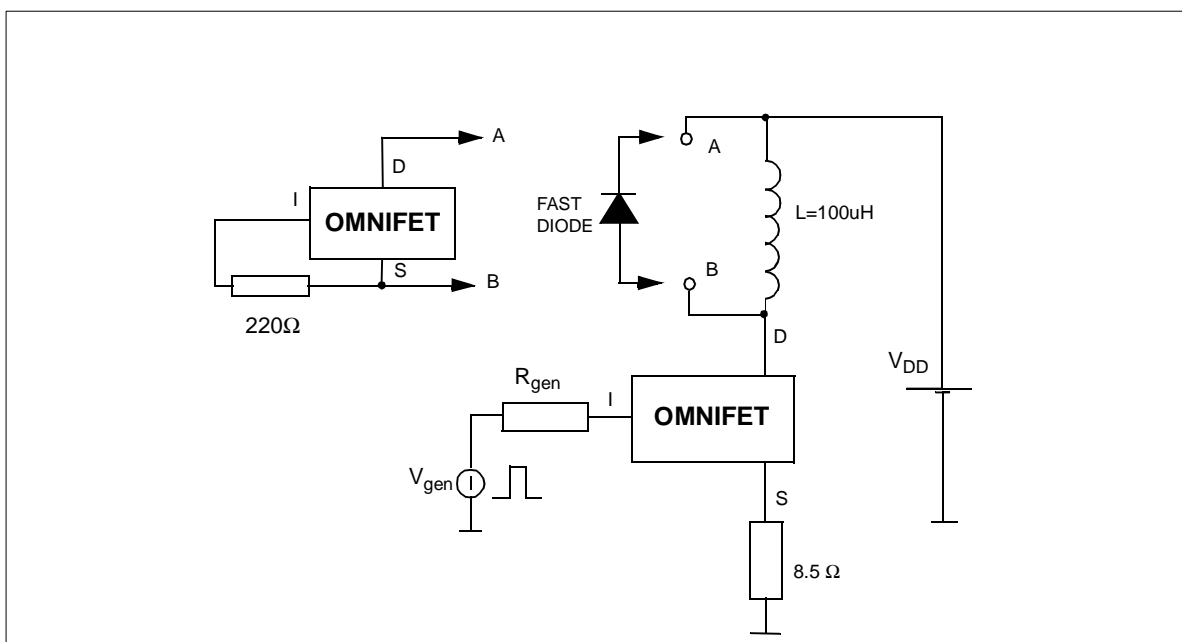 A
D
I
OMNIFET
S
B
220Ω
FAST
DIODE
A
B
L=100uH
D
V_DD
R_gen
I
OMNIFET
V_gen
I
S
8.5 Ω